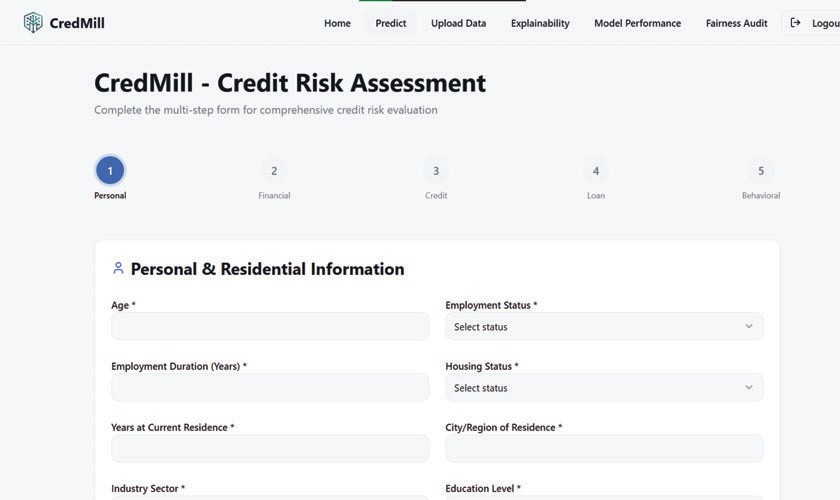 CredMill
Home Predict Upload Data Explainability Model Performance Fairness Audit
CredMill - Credit Risk Assessment
Complete the multi-step form for comprehensive credit risk evaluation
1 2 3 4 5
Personal Financial Credit Loan Behavioral
Personal & Residential Information
Age * Employment Status *
Select status
Employment Duration (Years) * Housing Status *
Select status
Years at Current Residence * City/Region of Residence *
Industry Sector * Education Level *